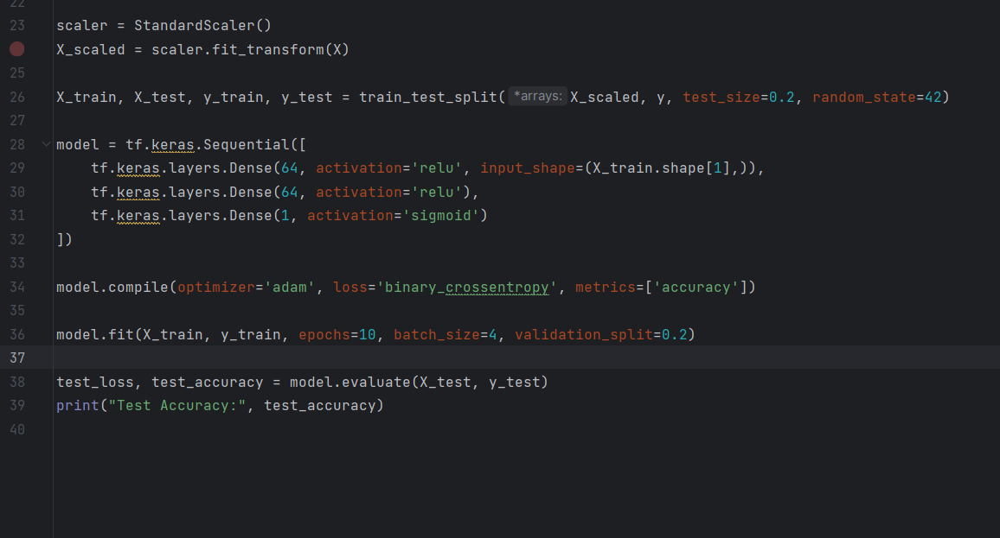 22
23 scaler = StandardScaler()
X_scaled = scaler.fit_transform(X)
25
26 X_train, X_test, y_train, y_test = train_test_split( *arrays: X_scaled, y, test_size=0.2, random_state=42)
27
28 model = tf.keras.Sequential([
29     tf.keras.layers.Dense(64, activation='relu', input_shape=(X_train.shape[1],)),
30     tf.keras.layers.Dense(64, activation='relu'),
31     tf.keras.layers.Dense(1, activation='sigmoid')
32 ])
33
34 model.compile(optimizer='adam', loss='binary_crossentropy', metrics=['accuracy'])
35
36 model.fit(X_train, y_train, epochs=10, batch_size=4, validation_split=0.2)
37
38 test_loss, test_accuracy = model.evaluate(X_test, y_test)
39 print("Test Accuracy:", test_accuracy)
40